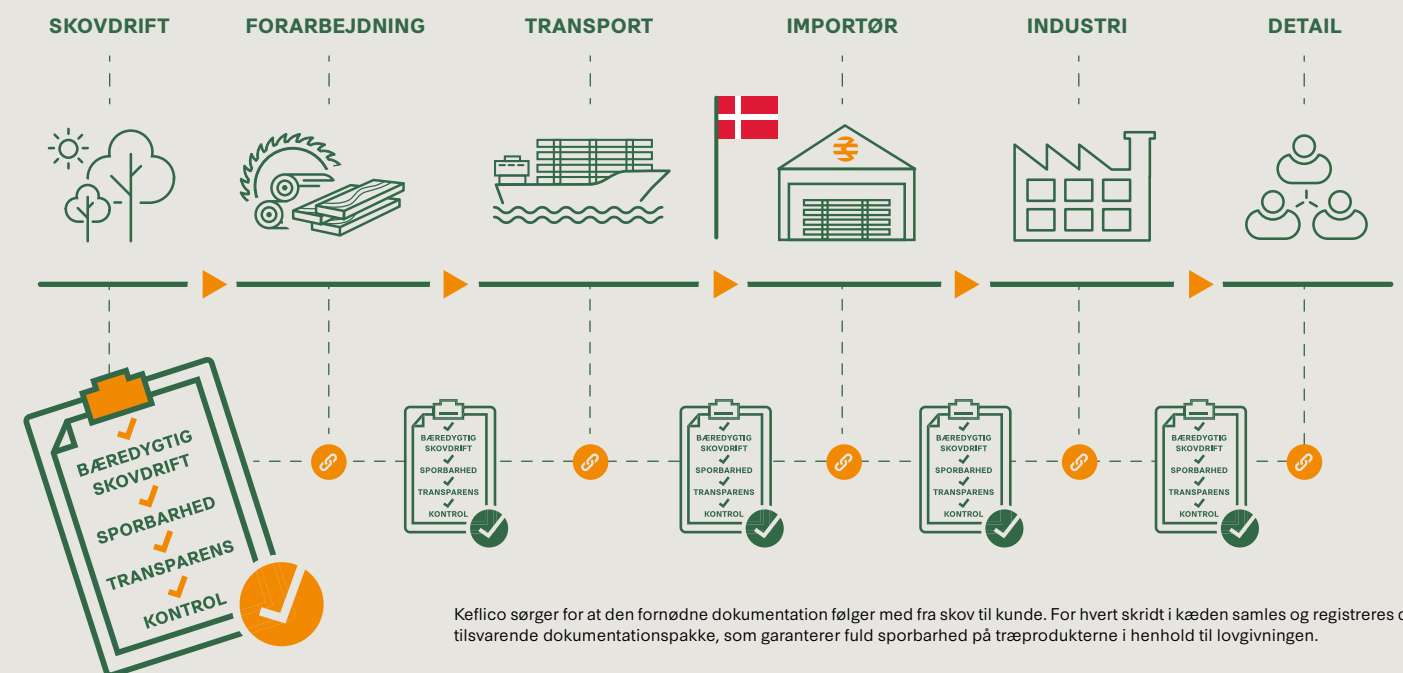 SKOVDRIFT
FORARBEJDNING
TRANSPORT
IMPORTØR
INDUSTRI
DETAIL
BÆREDYGTIG
SKOVDRIFT
SPORBARHED
TRANSPARENS
KONTROL
BÆREDYGTIG
SKOVDRIFT
SPORBARHED
TRANSPARENS
KONTROL
BÆREDYGTIG
SKOVDRIFT
SPORBARHED
TRANSPARENS
KONTROL
BÆREDYGTIG
SKOVDRIFT
SPORBARHED
TRANSPARENS
KONTROL
BÆREDYGTIG
SKOVDRIFT
SPORBARHED
TRANSPARENS
KONTROL
Keflico sørger for at den fornødne dokumentation følger med fra skov til kunde. For hvert skridt i kæden samles og registreres
tilsvarende dokumentationspakke, som garanterer fuld sporbarhed på træprodukterne i henhold til lovgivningen.